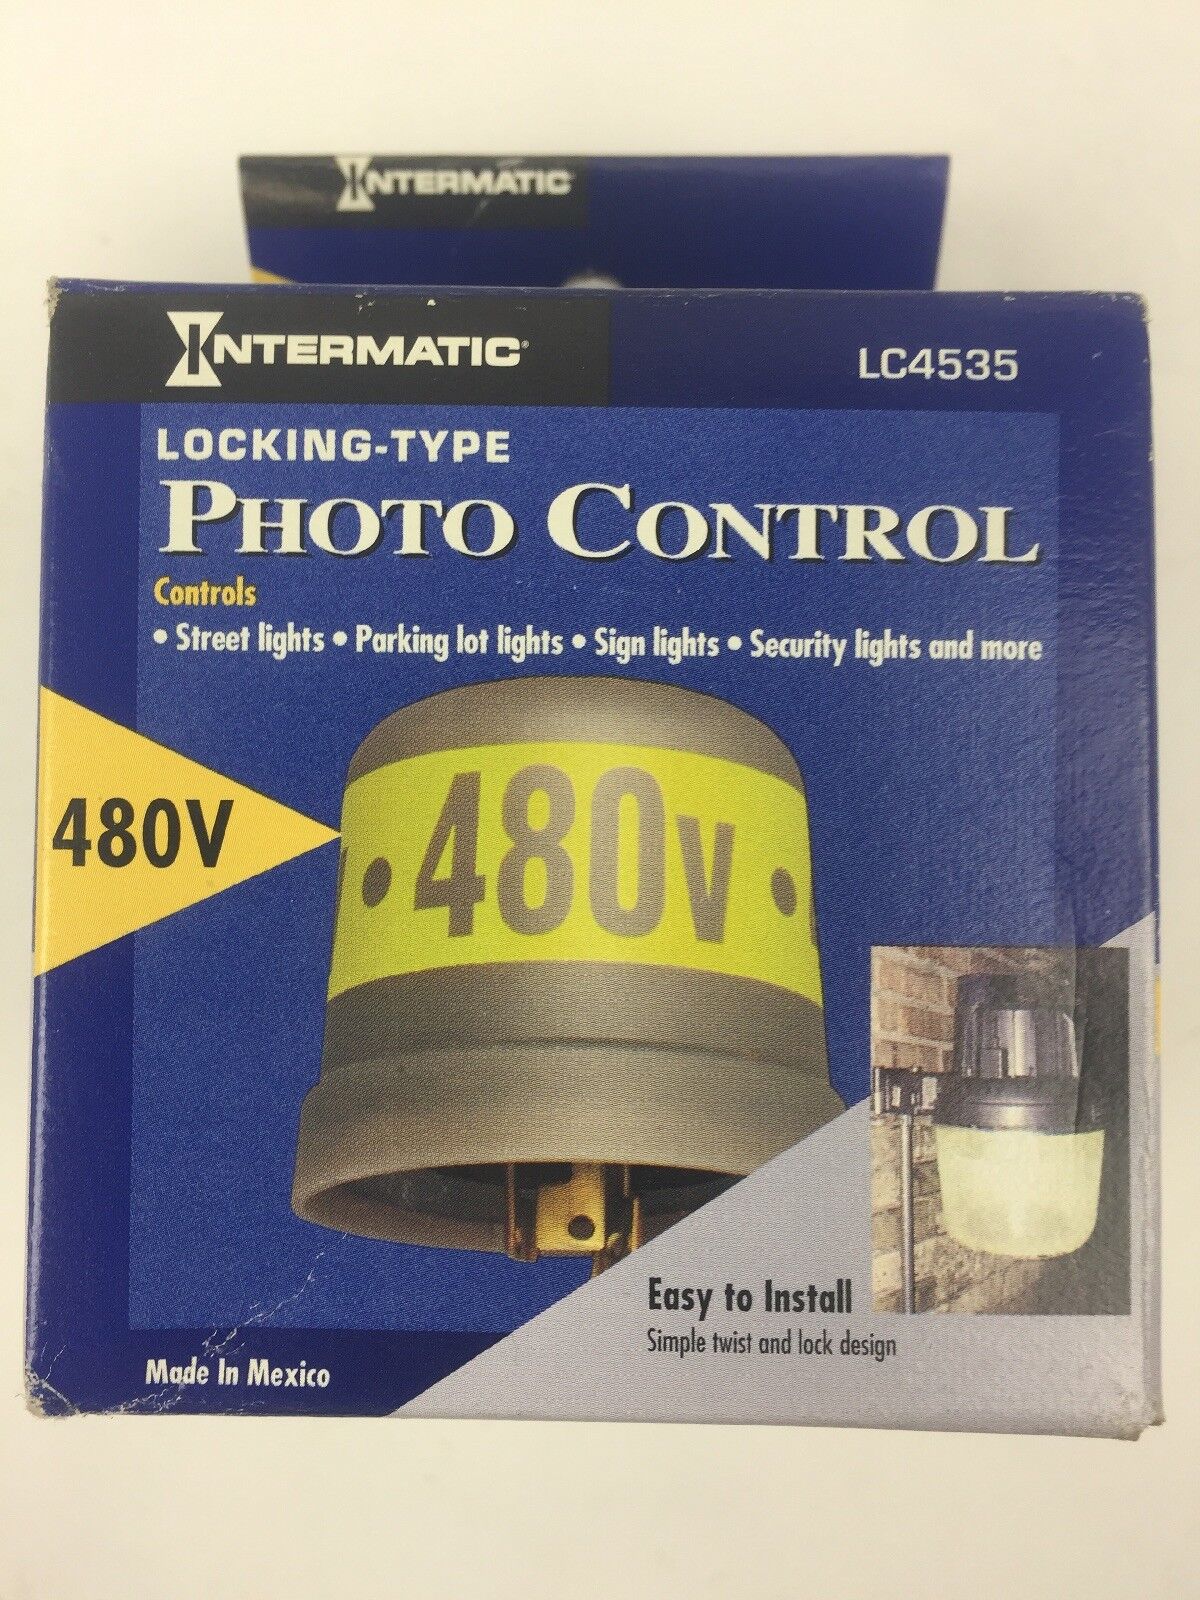 INTERMATIC
INTERMATIC®
LC4535
LOCKING-TYPE
PHOTO CONTROL
Controls
• Street lights • Parking lot lights • Sign lights • Security lights and more
480V
• 480V •
Easy to Install
Simple twist and lock design
Made In Mexico